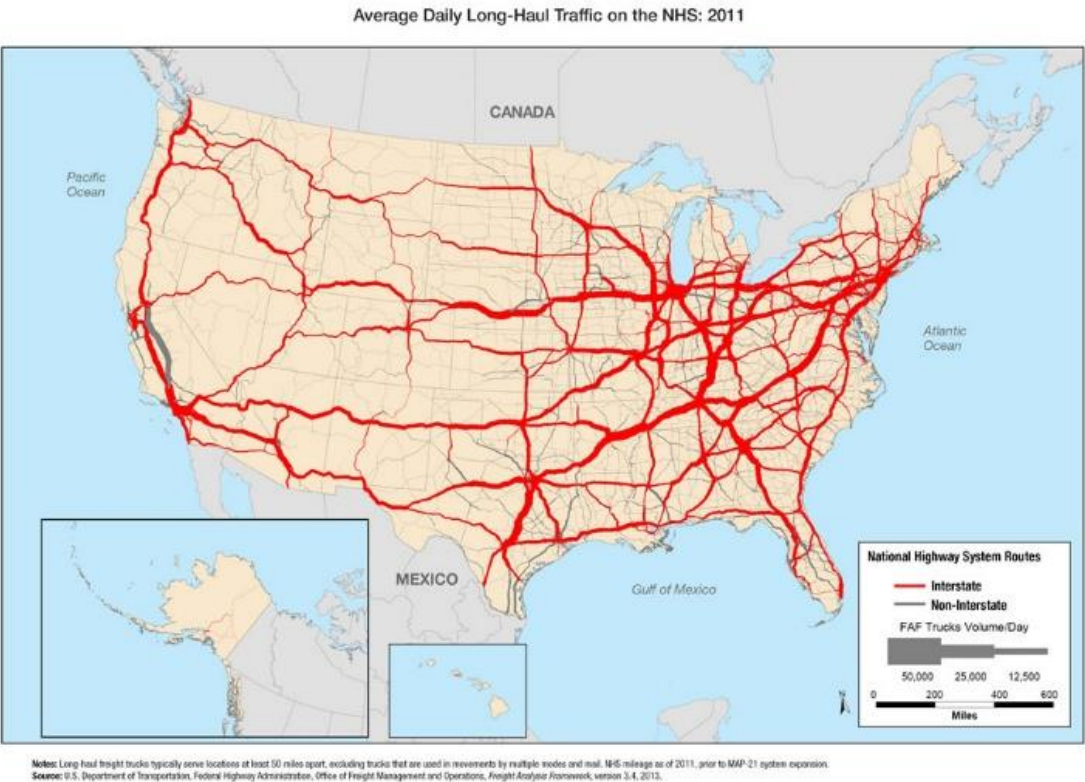 Average Daily Long-Haul Traffic on the NHS: 2011
CANADA
Pacific
Ocean
Atlantic
Ocean
MEXICO
Gulf of Mexico
National Highway System Routes
Interstate
Non-Interstate
FAF Trucks Volume/Day
50,000 25,000 12,500
0 200 400 600
Miles
N
Notes: Long-haul freight trucks typically serve locations at least 50 miles apart, excluding trucks that are used in movements by multiple modes and mail. NHS mileage as of 2011, prior to MAP-21 system expansion.
Source: U.S. Department of Transportation, Federal Highway Administration, Office of Freight Management and Operations, Freight Analysis Framework, version 3.4, 2013.